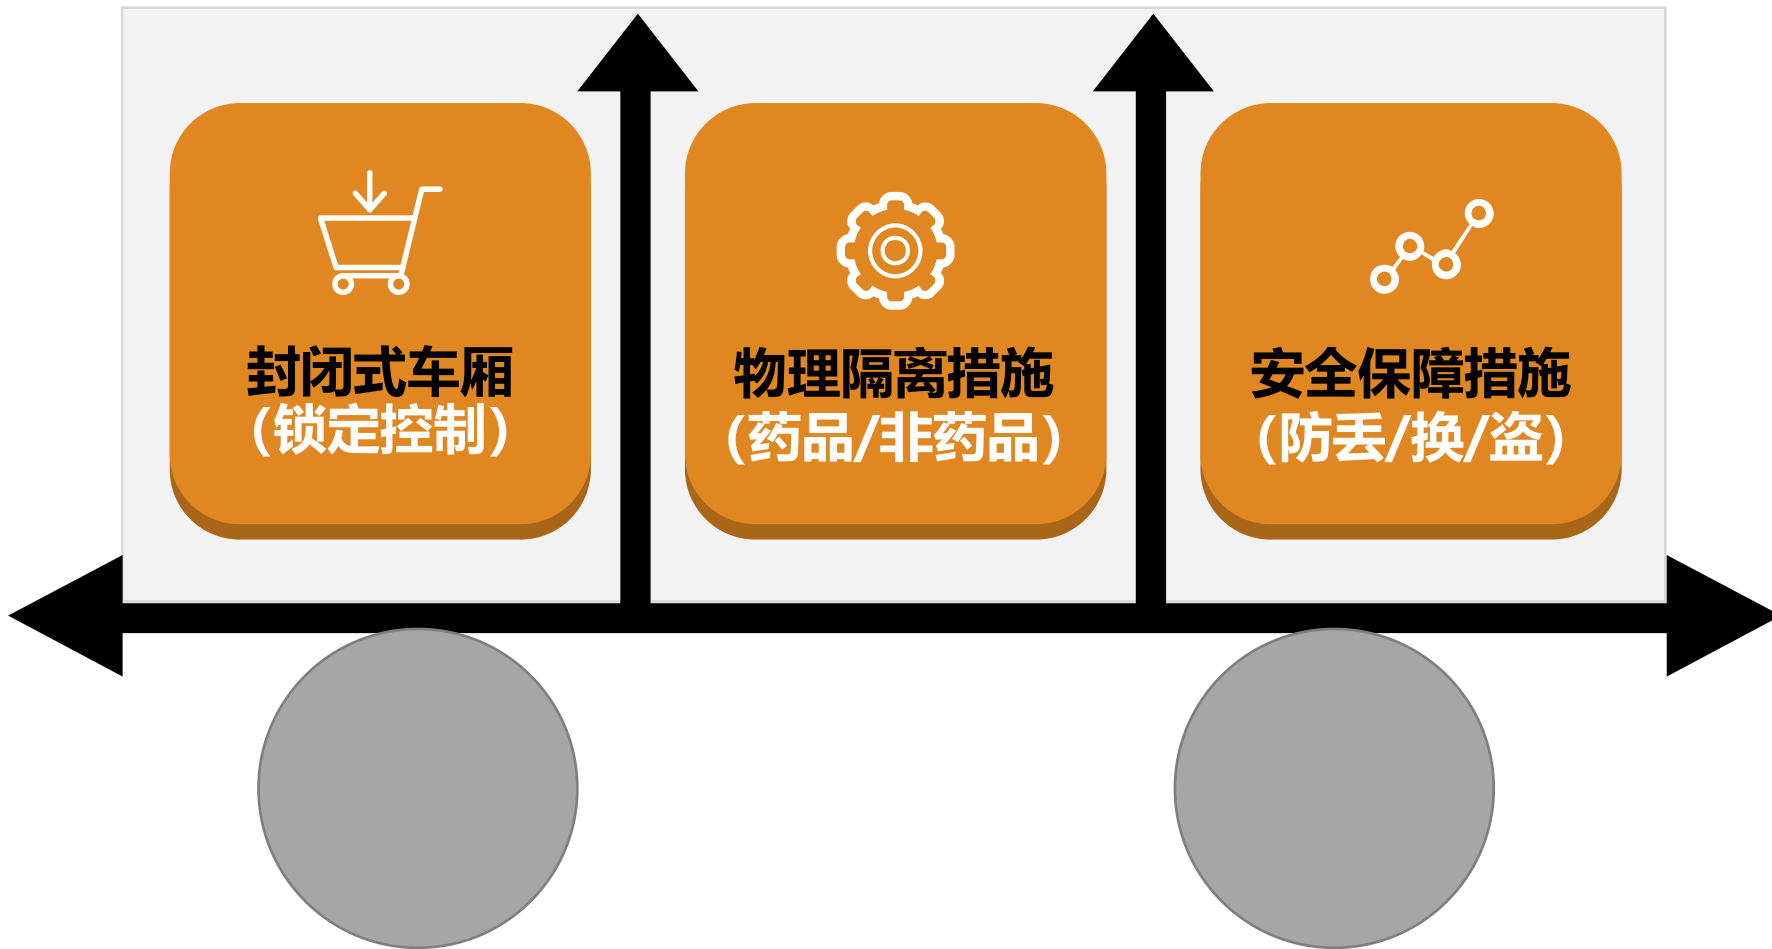 封闭式车厢
(锁定控制)
物理隔离措施
(药品/非药品)
安全保障措施
(防丢/换/盗)